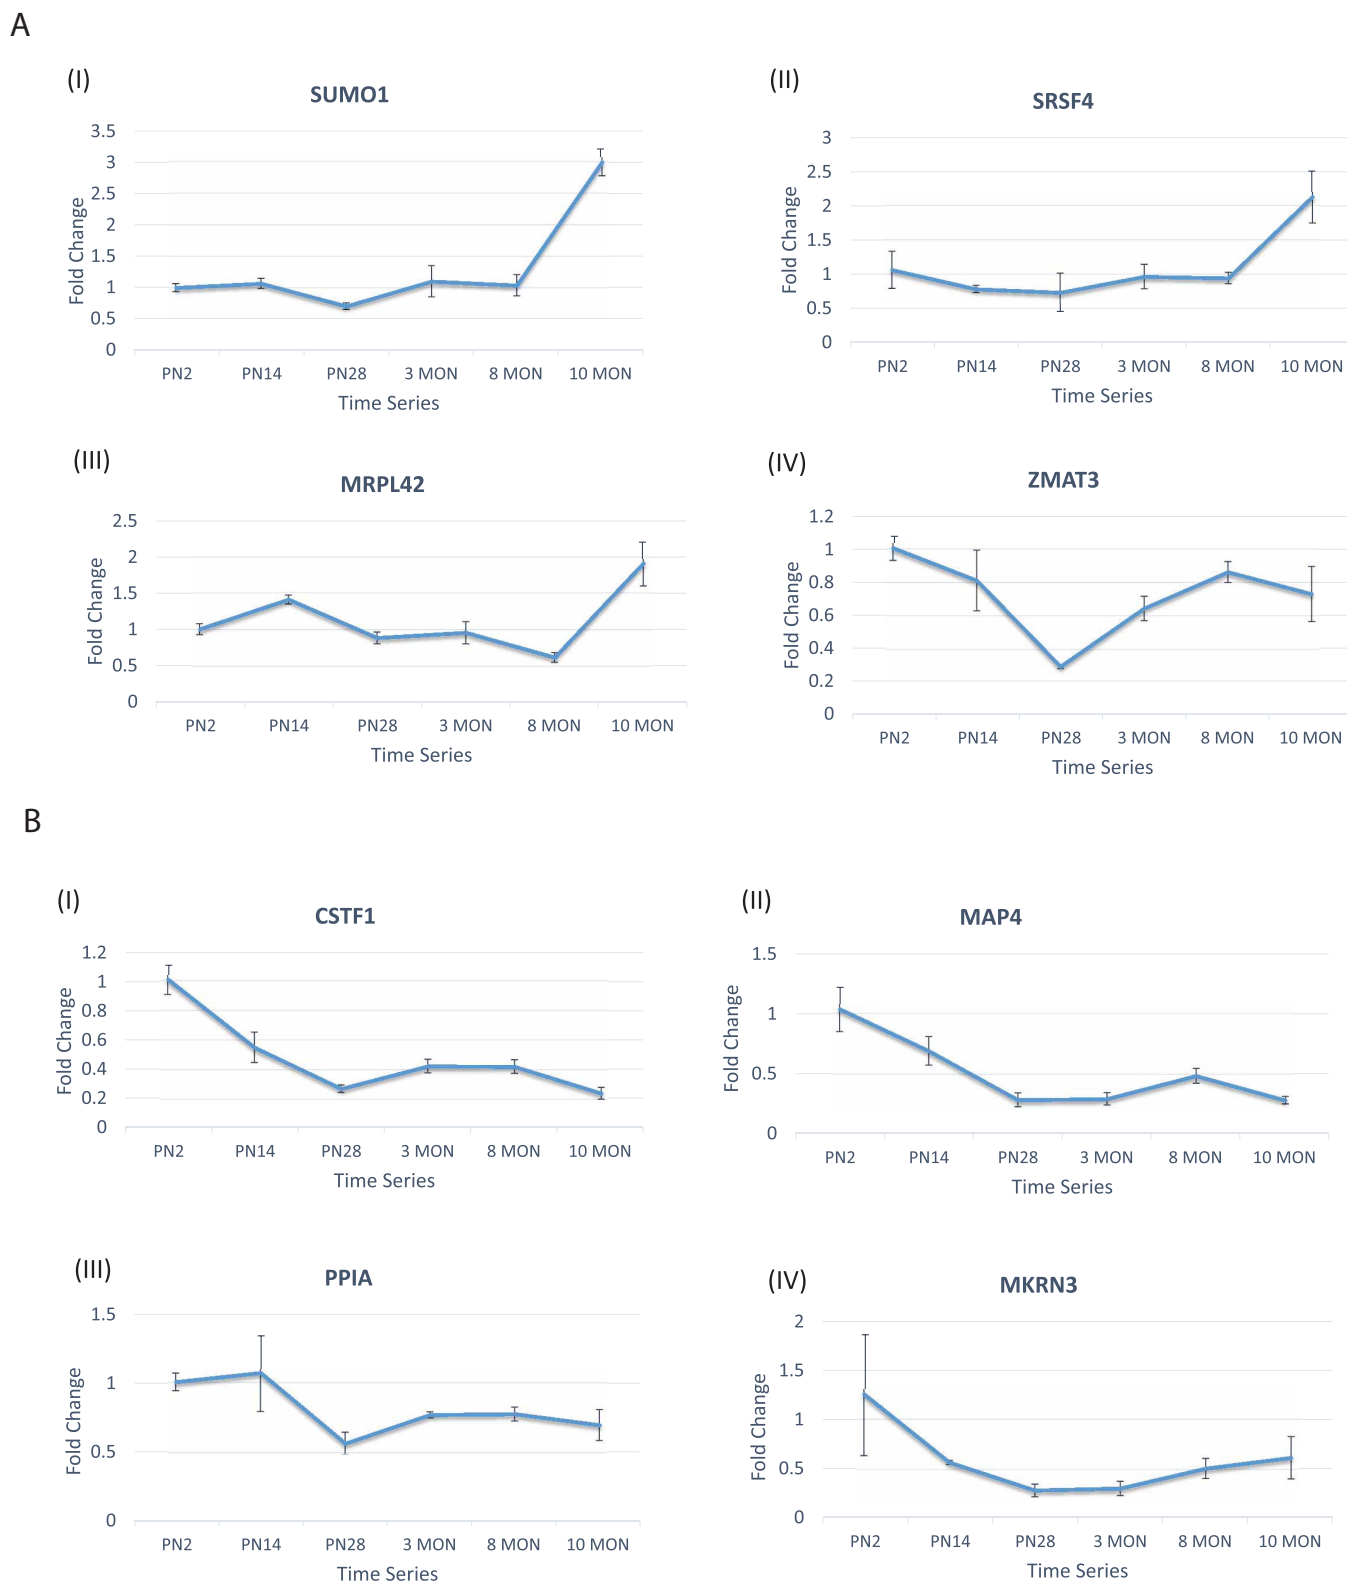 A
(I)
SUMO1
3.5
3
2.5
2
1.5
1
0.5
0
Fold Change
PN2 PN14 PN28 3 MON 8 MON 10 MON
Time Series
(II)
SRSF4
3
2.5
2
1.5
1
0.5
0
Fold Change
PN2 PN14 PN28 3 MON 8 MON 10 MON
Time Series
(III)
MRPL42
2.5
2
1.5
1
0.5
0
Fold Change
PN2 PN14 PN28 3 MON 8 MON 10 MON
Time Series
(IV)
ZMAT3
1.2
1
0.8
0.6
0.4
0.2
0
Fold Change
PN2 PN14 PN28 3 MON 8 MON 10 MON
Time Series
B
(I)
CSTF1
1.2
1
0.8
0.6
0.4
0.2
0
Fold Change
PN2 PN14 PN28 3 MON 8 MON 10 MON
Time Series
(II)
MAP4
1.5
1
0.5
0
Fold Change
PN2 PN14 PN28 3 MON 8 MON 10 MON
Time Series
(III)
PPIA
1.5
1
0.5
0
Fold Change
PN2 PN14 PN28 3 MON 8 MON 10 MON
Time Series
(IV)
MKRN3
2
1.5
1
0.5
0
Fold Change
PN2 PN14 PN28 3 MON 8 MON 10 MON
Time Series